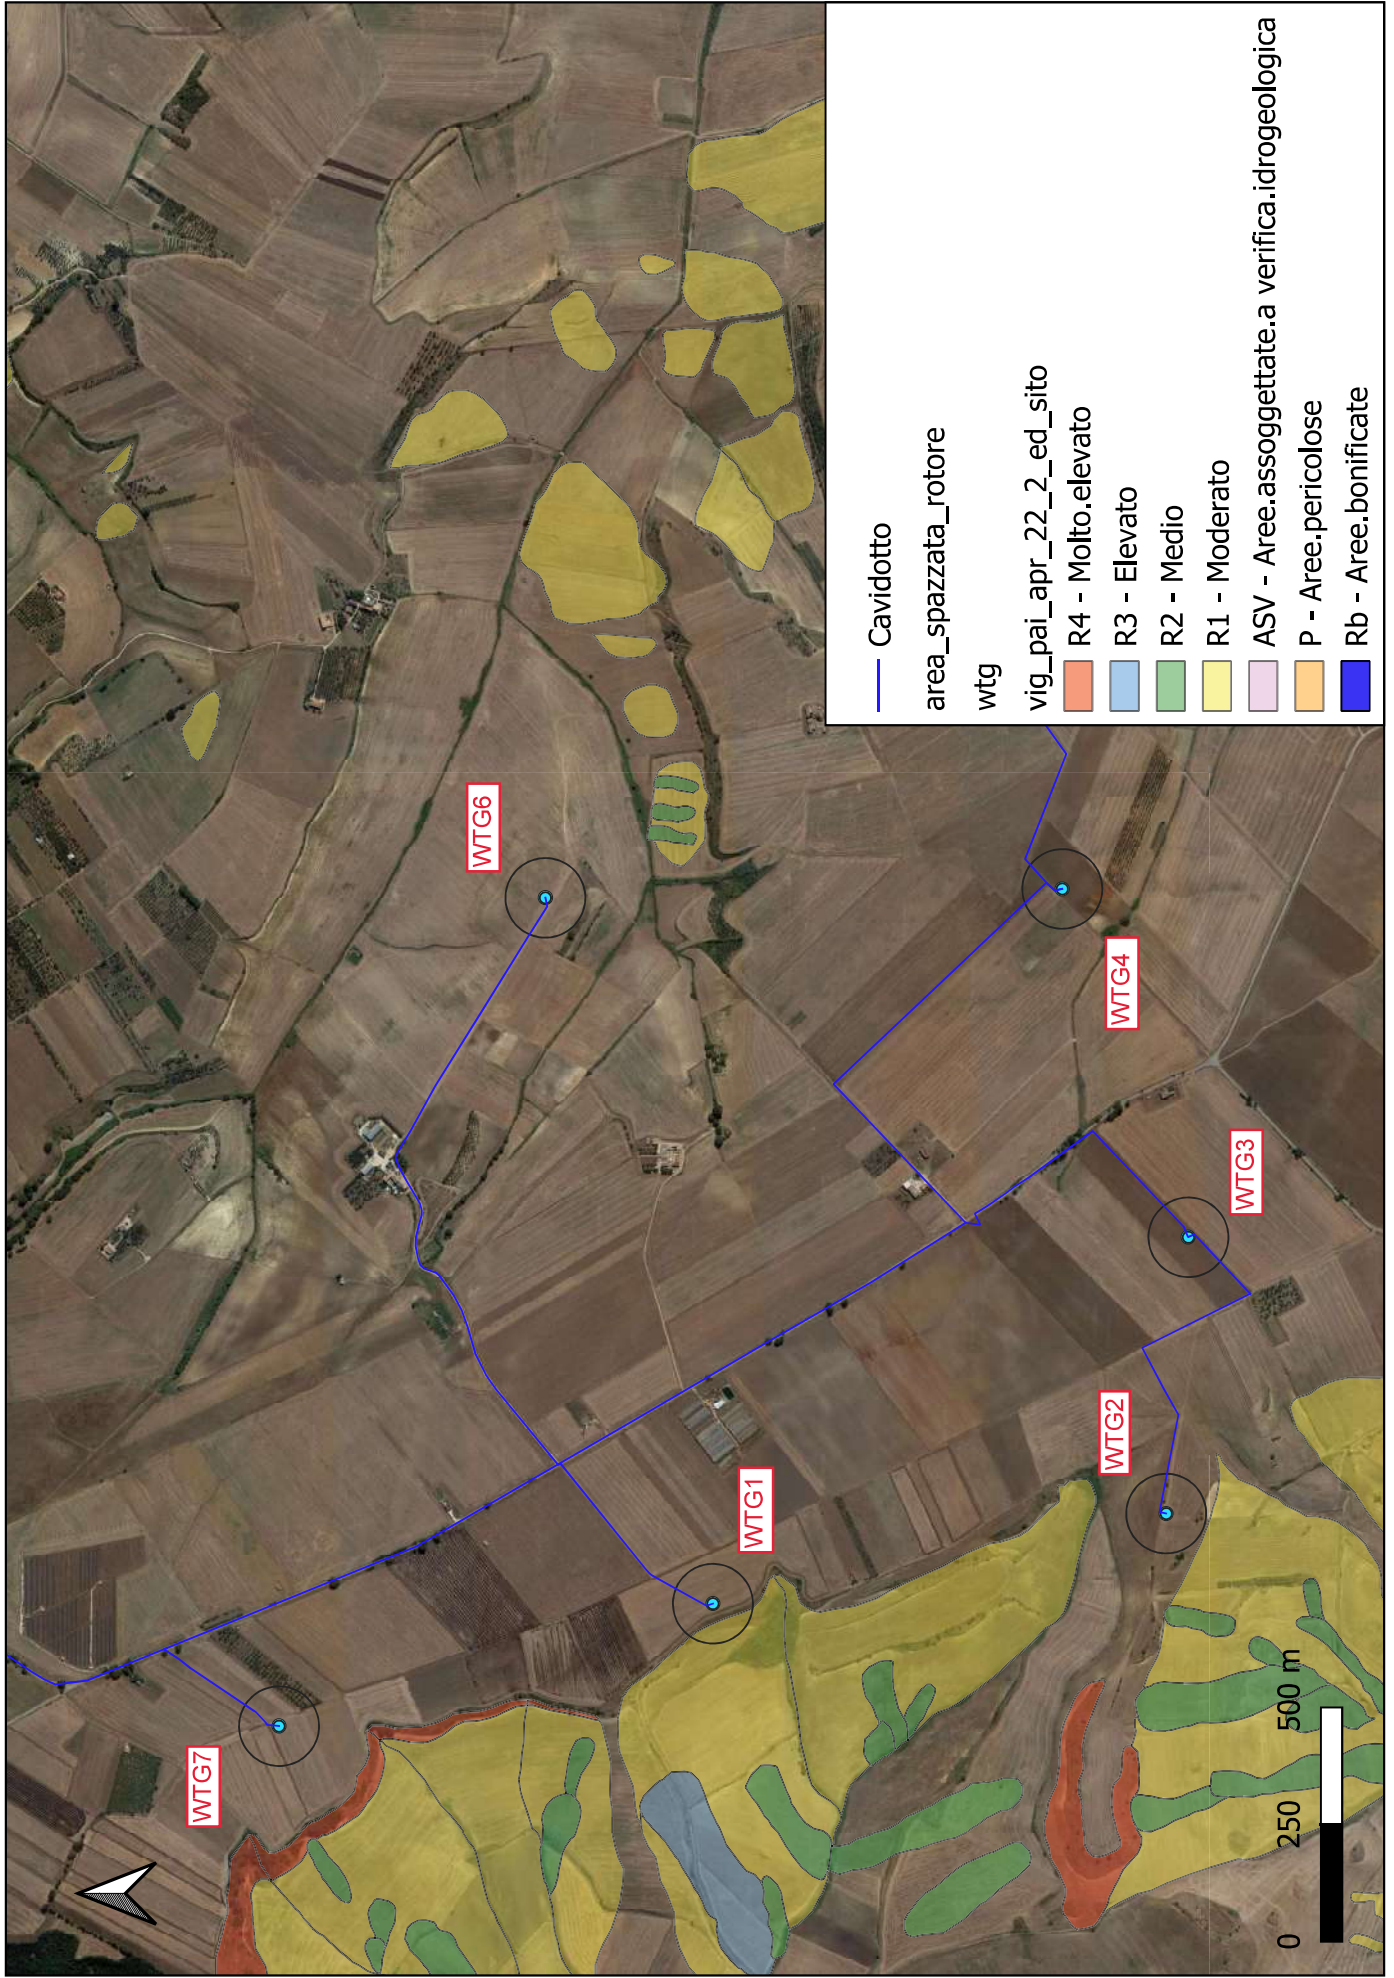 WTG7
WTG1
WTG2
WTG3
WTG6
WTG4
0 250 500 m
Cavidotto
area_spazzata_rotore
wtg
vig_pai_apr_22_2_ed_sito
R4 - Molto.elevato
R3 - Elevato
R2 - Medio
R1 - Moderato
ASV - Aree.assoggettate.a verifica.idrogeologica
P - Aree.pericolose
Rb - Aree.bonificate